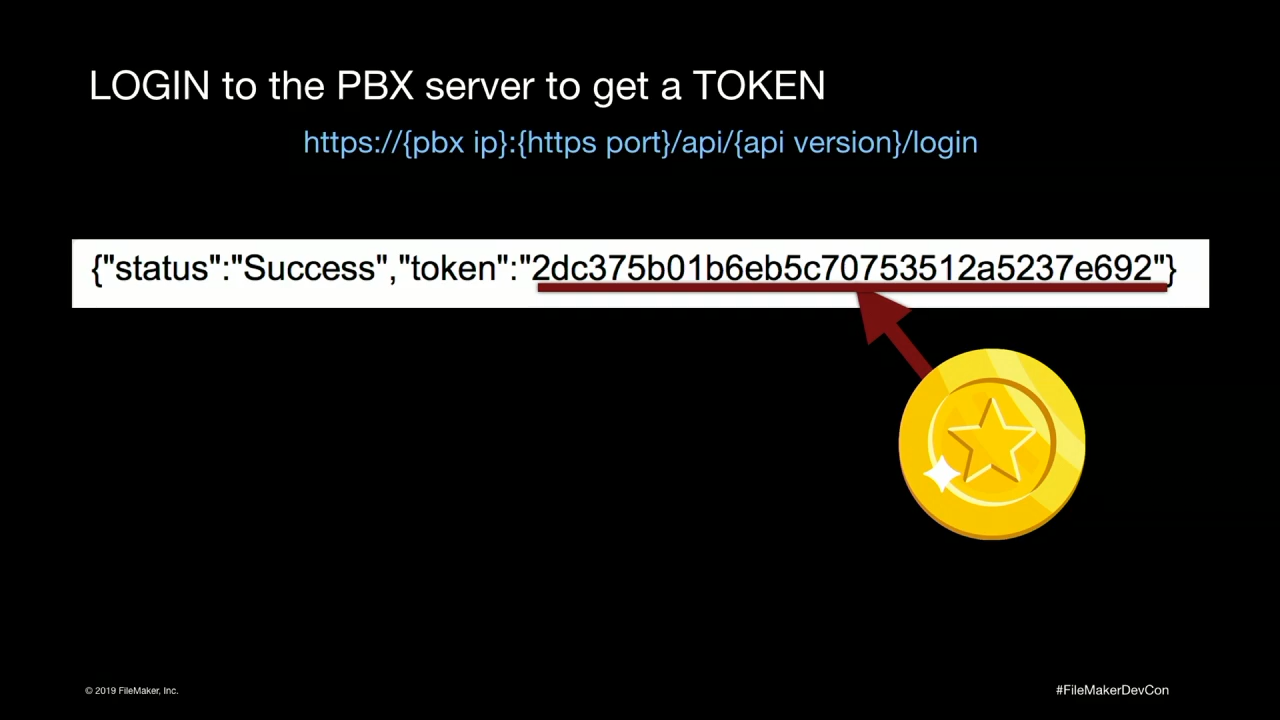 LOGIN to the PBX server to get a TOKEN
https://{pbx ip}:{https port}/api/{api version}/login
{"status":"Success","token":"2dc375b01b6eb5c70753512a5237e692"}
© 2019 FileMaker, Inc.
#FileMakerDevCon